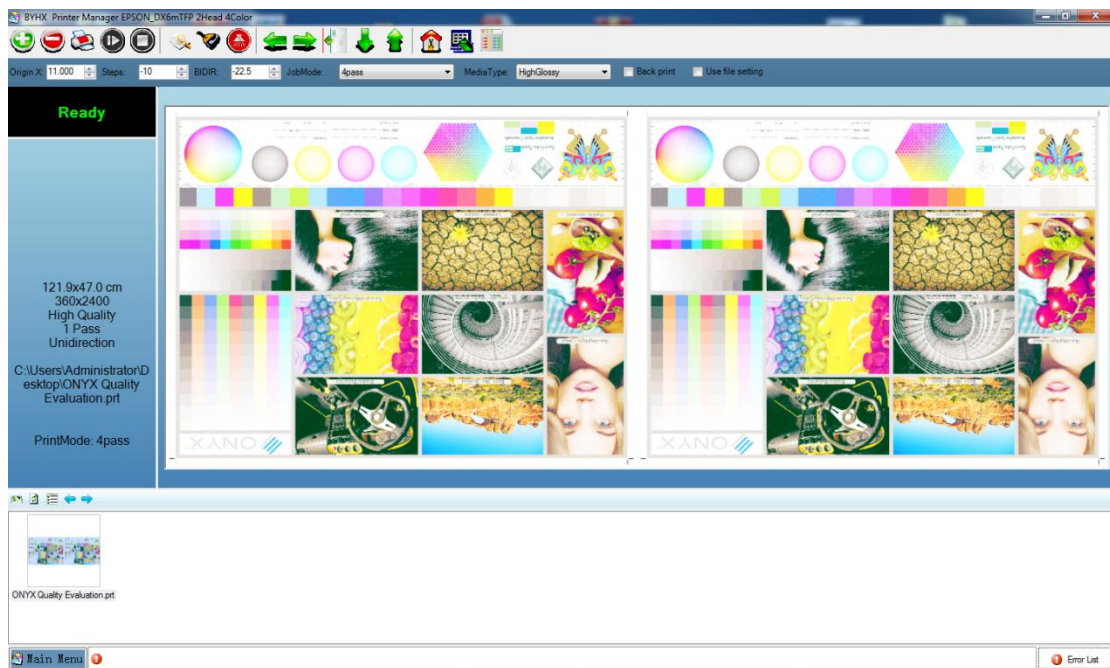 BYHX Printer Manager EPSON_DX6mTFP 2Head 4Color
Origin X: 11.000 Steps: -10 BIDIR: -22.5 JobMode: 4pass MediaType: HighGlossy Back print Use file setting
Ready
121.9x47.0 cm
360x2400
High Quality
1 Pass
Unidirection
C:\Users\Administrator\D
esktop\ONYX Quality
Evaluation.prt
PrintMode: 4pass
ONYX
ONYX
ONYX Quality Evaluation.prt
Main Menu
Error List